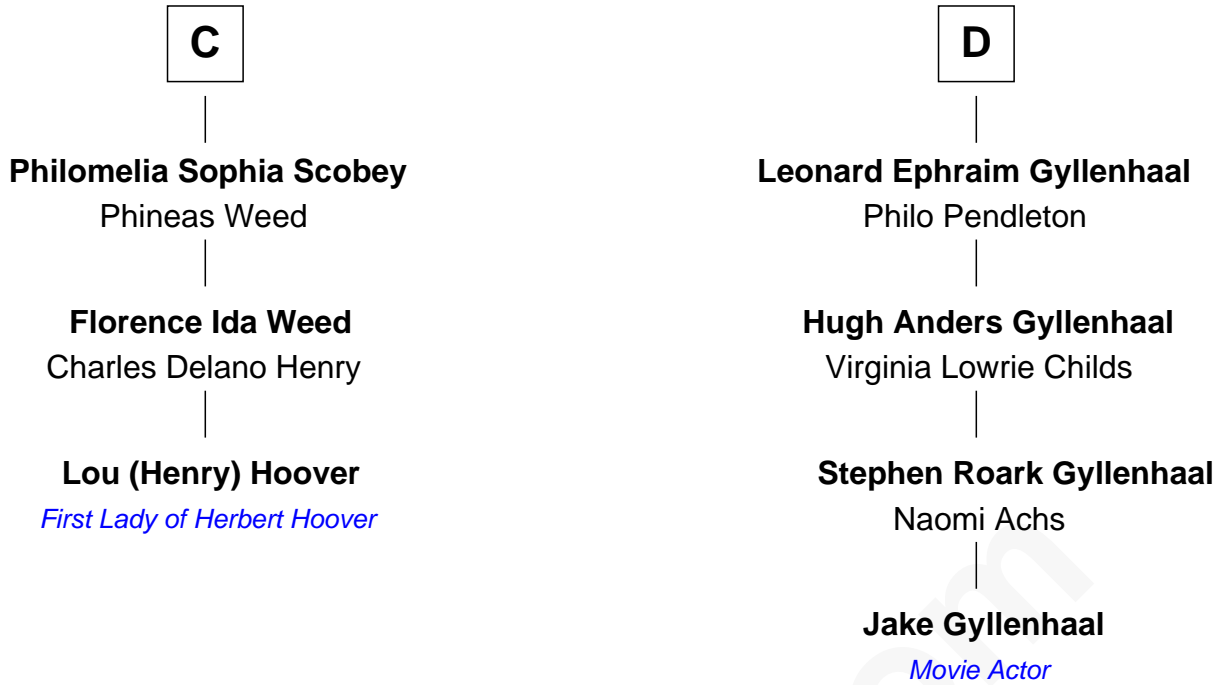 C
Philomelia Sophia Scobey
Phineas Weed
Florence Ida Weed
Charles Delano Henry
Lou (Henry) Hoover
First Lady of Herbert Hoover
D
Leonard Ephraim Gyllenhaal
Philo Pendleton
Hugh Anders Gyllenhaal
Virginia Lowrie Childs
Stephen Roark Gyllenhaal
Naomi Achs
Jake Gyllenhaal
Movie Actor